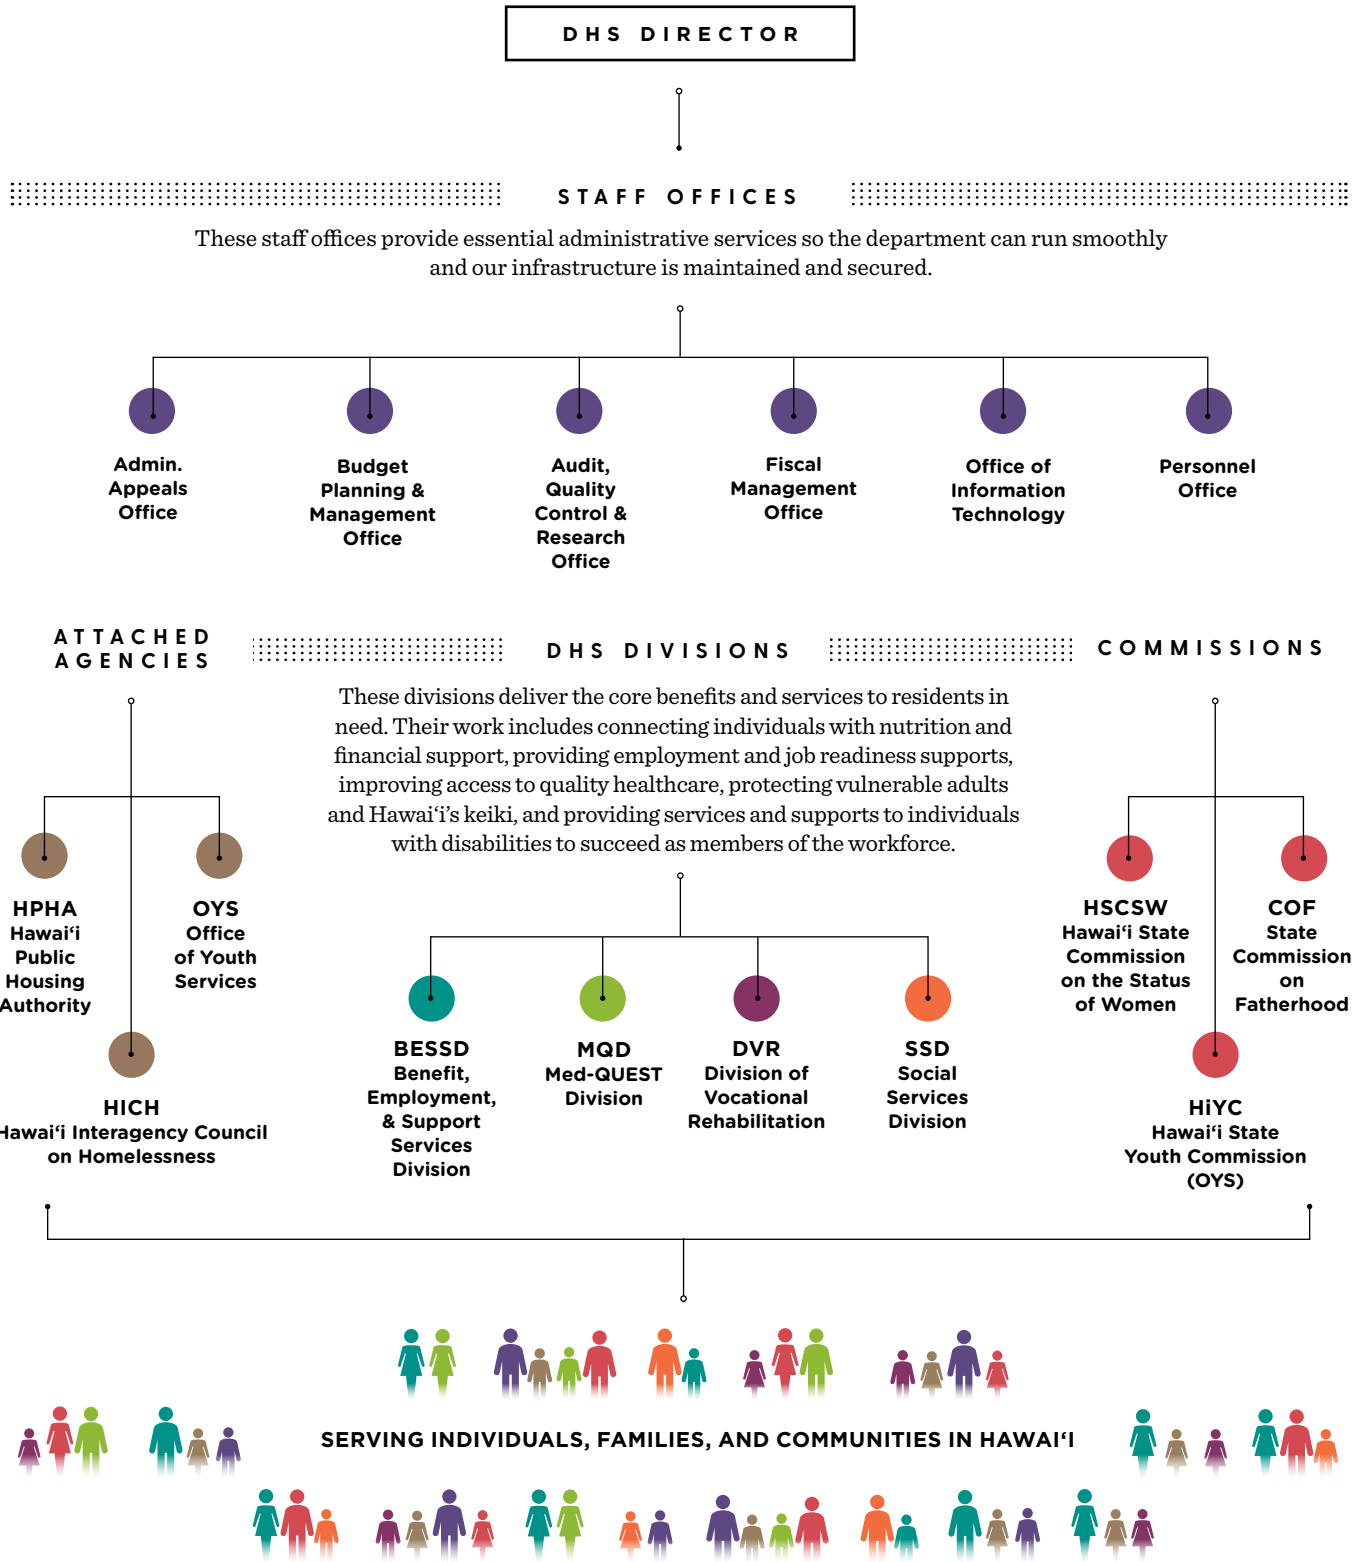 DHS DIRECTOR
STAFF OFFICES
These staff offices provide essential administrative services so the department can run smoothly
and our infrastructure is maintained and secured.
Admin.
Appeals
Office
Budget
Planning &
Management
Office
Audit,
Quality
Control &
Research
Office
Fiscal
Management
Office
Office of
Information
Technology
Personnel
Office
ATTACHED
AGENCIES
HPHA
Hawaiʻi
Public
Housing
Authority
OYS
Office
of Youth
Services
HICH
Hawaiʻi Interagency Council
on Homelessness
DHS DIVISIONS
These divisions deliver the core benefits and services to residents in
need. Their work includes connecting individuals with nutrition and
financial support, providing employment and job readiness supports,
improving access to quality healthcare, protecting vulnerable adults
and Hawaiʻi’s keiki, and providing services and supports to individuals
with disabilities to succeed as members of the workforce.
BESSD
Benefit,
Employment,
& Support
Services
Division
MQD
Med-QUEST
Division
DVR
Division of
Vocational
Rehabilitation
SSD
Social
Services
Division
COMMISSIONS
HSCSW
Hawaiʻi State
Commission
on the Status
of Women
COF
State
Commission
on
Fatherhood
HiYC
Hawaiʻi State
Youth Commission
(OYS)
SERVING INDIVIDUALS, FAMILIES, AND COMMUNITIES IN HAWAIʻI